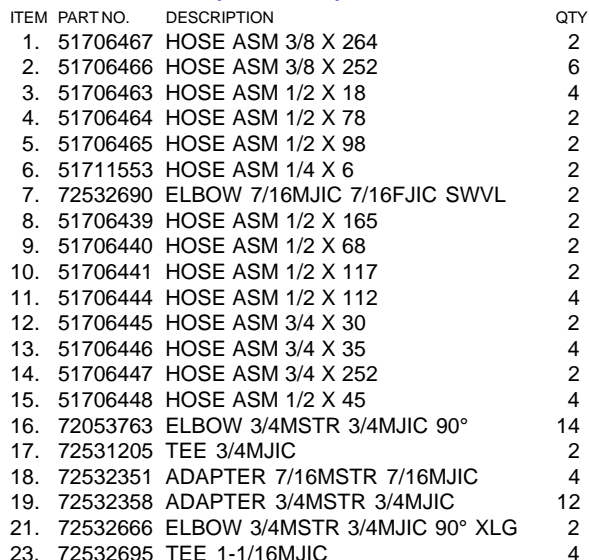 ITEM PART NO. DESCRIPTION QTY
1. 51706467 HOSE ASM 3/8 X 264 2
2. 51706466 HOSE ASM 3/8 X 252 6
3. 51706463 HOSE ASM 1/2 X 18 4
4. 51706464 HOSE ASM 1/2 X 78 2
5. 51706465 HOSE ASM 1/2 X 98 2
6. 51711553 HOSE ASM 1/4 X 6 2
7. 72532690 ELBOW 7/16MJIC 7/16FJIC SWVL 2
8. 51706439 HOSE ASM 1/2 X 165 2
9. 51706440 HOSE ASM 1/2 X 68 2
10. 51706441 HOSE ASM 1/2 X 117 2
11. 51706444 HOSE ASM 1/2 X 112 4
12. 51706445 HOSE ASM 3/4 X 30 2
13. 51706446 HOSE ASM 3/4 X 35 4
14. 51706447 HOSE ASM 3/4 X 252 2
15. 51706448 HOSE ASM 1/2 X 45 4
16. 72053763 ELBOW 3/4MSTR 3/4MJIC 90° 14
17. 72531205 TEE 3/4MJIC 2
18. 72532351 ADAPTER 7/16MSTR 7/16MJIC 4
19. 72532358 ADAPTER 3/4MSTR 3/4MJIC 12
21. 72532666 ELBOW 3/4MSTR 3/4MJIC 90° XLG 2
23. 72532695 TEE 1-1/16MJIC 4